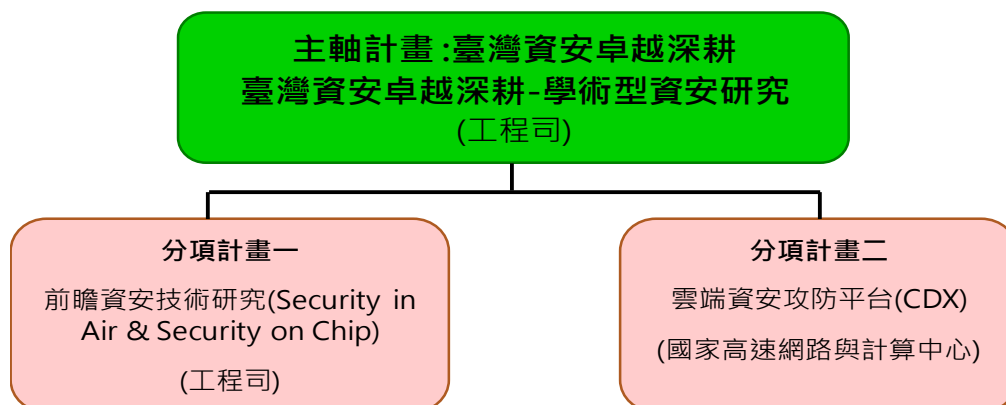 主軸計畫:臺灣資安卓越深耕
臺灣資安卓越深耕-學術型資安研究
(工程司)
分項計畫一
前瞻資安技術研究(Security in
Air & Security on Chip)
(工程司)
分項計畫二
雲端資安攻防平台(CDX)
(國家高速網路與計算中心)